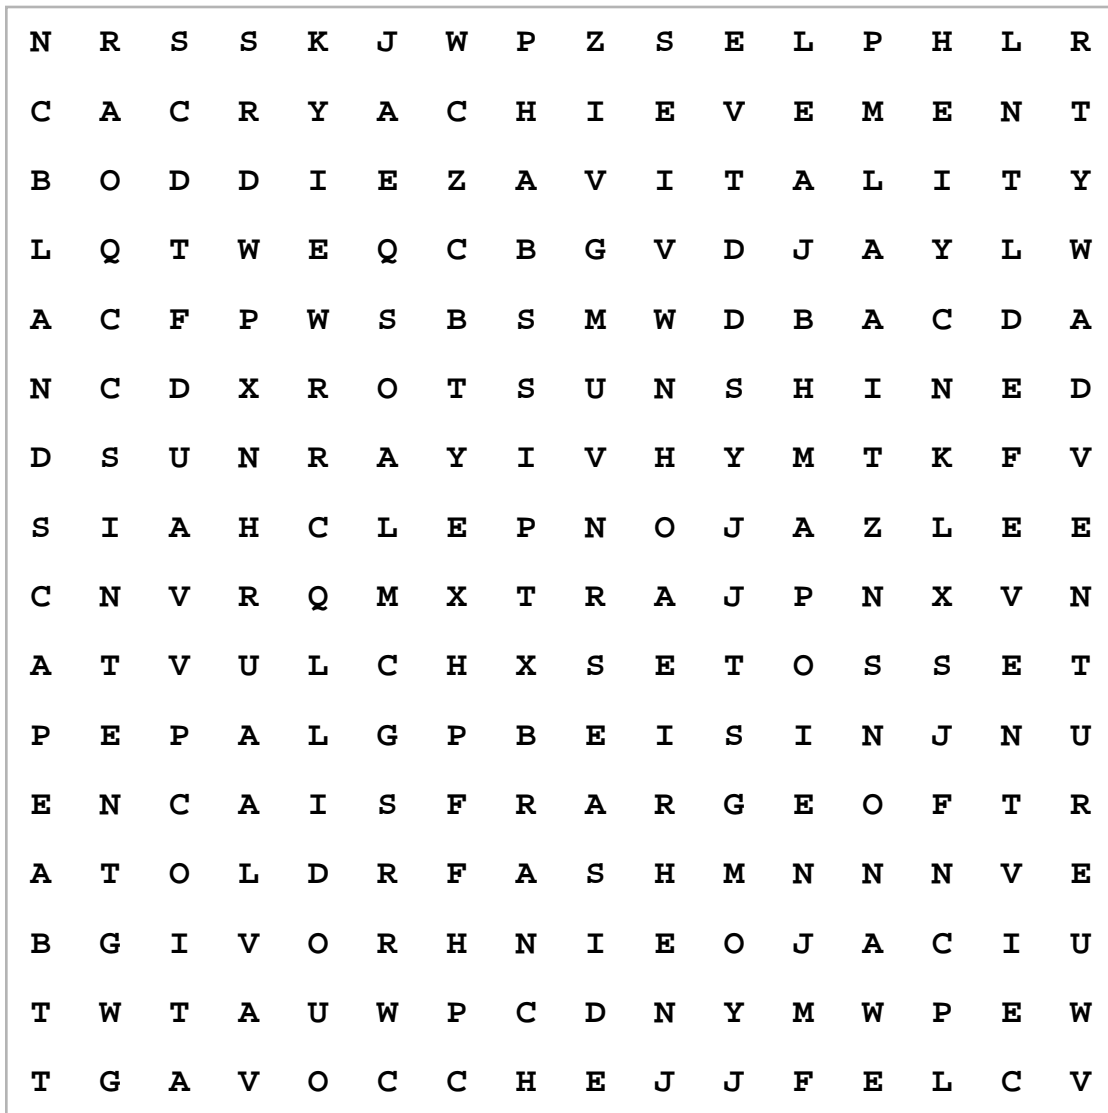 N R S S K J W P Z S E L P H L R
C A C R Y A C H I E V E M E N T
B O D D I E Z A V I T A L I T Y
L Q T W E Q C B G V D J A Y L W
A C F P W S B S M W D B A C D A
N C D X R O T S U N S H I N E D
D S U N R A Y I V H Y M T K F V
S I A H C L E P N O J A Z L E E
C N V R Q M X T R A J P N X V N
A T V U L C H X S E T O S S E T
P E P A L G P B E I S I N J N U
E N C A I S F R A R G E O F T R
A T O L D R F A S H M N N N V E
B G I V O R H N I E O J A C I U
T W T A U W P C D N Y M W P E W
T G A V O C C H E J J F E L C V